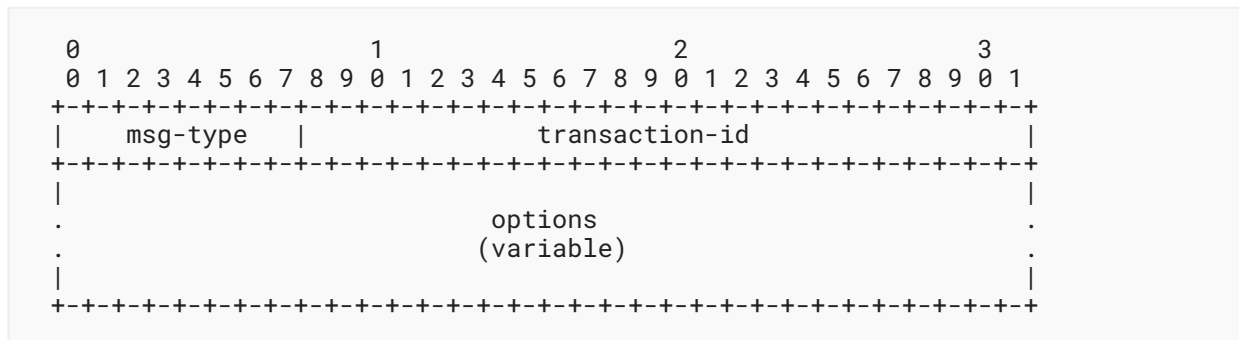 0                   1                   2                   3
 0 1 2 3 4 5 6 7 8 9 0 1 2 3 4 5 6 7 8 9 0 1 2 3 4 5 6 7 8 9 0 1
+-+-+-+-+-+-+-+-+-+-+-+-+-+-+-+-+-+-+-+-+-+-+-+-+-+-+-+-+-+-+-+-+
|    msg-type   |               transaction-id                  |
+-+-+-+-+-+-+-+-+-+-+-+-+-+-+-+-+-+-+-+-+-+-+-+-+-+-+-+-+-+-+-+-+
|                                                               |
.                            options                            .
.                           (variable)                          .
|                                                               |
+-+-+-+-+-+-+-+-+-+-+-+-+-+-+-+-+-+-+-+-+-+-+-+-+-+-+-+-+-+-+-+-+